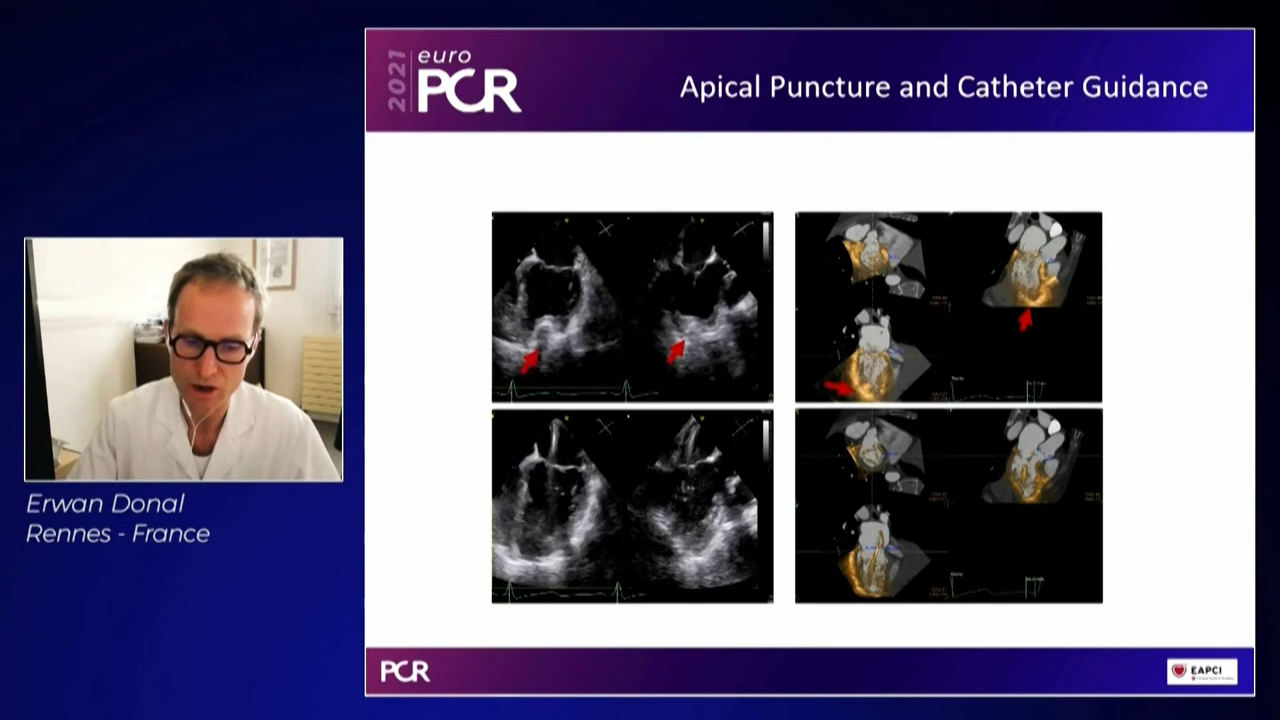 2021
euro
PCR
Apical Puncture and Catheter Guidance
Erwan Donal
Rennes - France
PCR
EAPCI